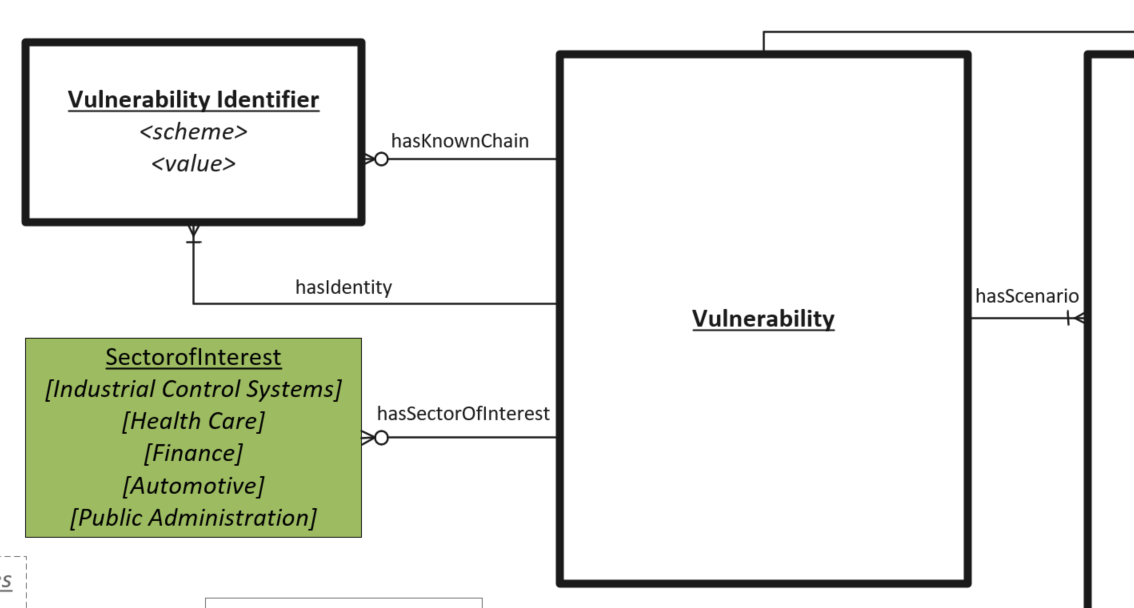 Vulnerability Identifier
<scheme>
<value>
hasKnownChain
hasIdentity
SectorofInterest
[Industrial Control Systems]
[Health Care]
[Finance]
[Automotive]
[Public Administration]
hasSectorOfInterest
Vulnerability
hasScenario